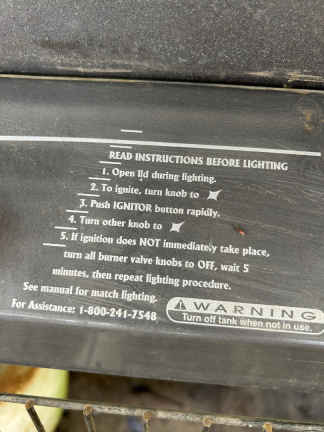 READ INSTRUCTIONS BEFORE LIGHTING
1. Open lid during lighting.
2. To ignite, turn knob to
3. Push IGNITOR button rapidly.
4. Turn other knob to
5. If ignition does NOT immediately take place,
turn all burner valve knobs to OFF, wait 5
minutes, then repeat lighting procedure.
See manual for match lighting.
For Assistance: 1-800-241-7548
WARNING
Turn off tank when not in use.